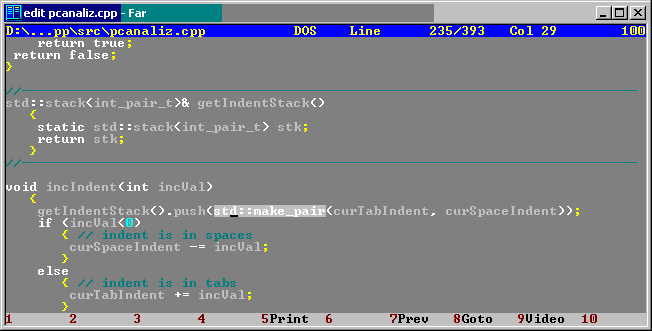 edit pcanaliz.cpp - Far
D:\...pp\src\pcanaliz.cpp DOS Line 235/393 Col 29 100
return true;
return false;
}
//------------------------------------------------------------------------------
std::stack<int_pair_t>& getIndentStack()
{
static std::stack<int_pair_t> stk;
return stk;
}
//------------------------------------------------------------------------------
void incIndent(int incVal)
{
getIndentStack().push(std::make_pair(curTabIndent, curSpaceIndent));
if (incVal<0)
{ // indent is in spaces
curSpaceIndent -= incVal;
}
else
{ // indent is in tabs
curTabIndent += incVal;
}
1 2 3 4 5Print 6 7Prev 8Goto 9Video 10